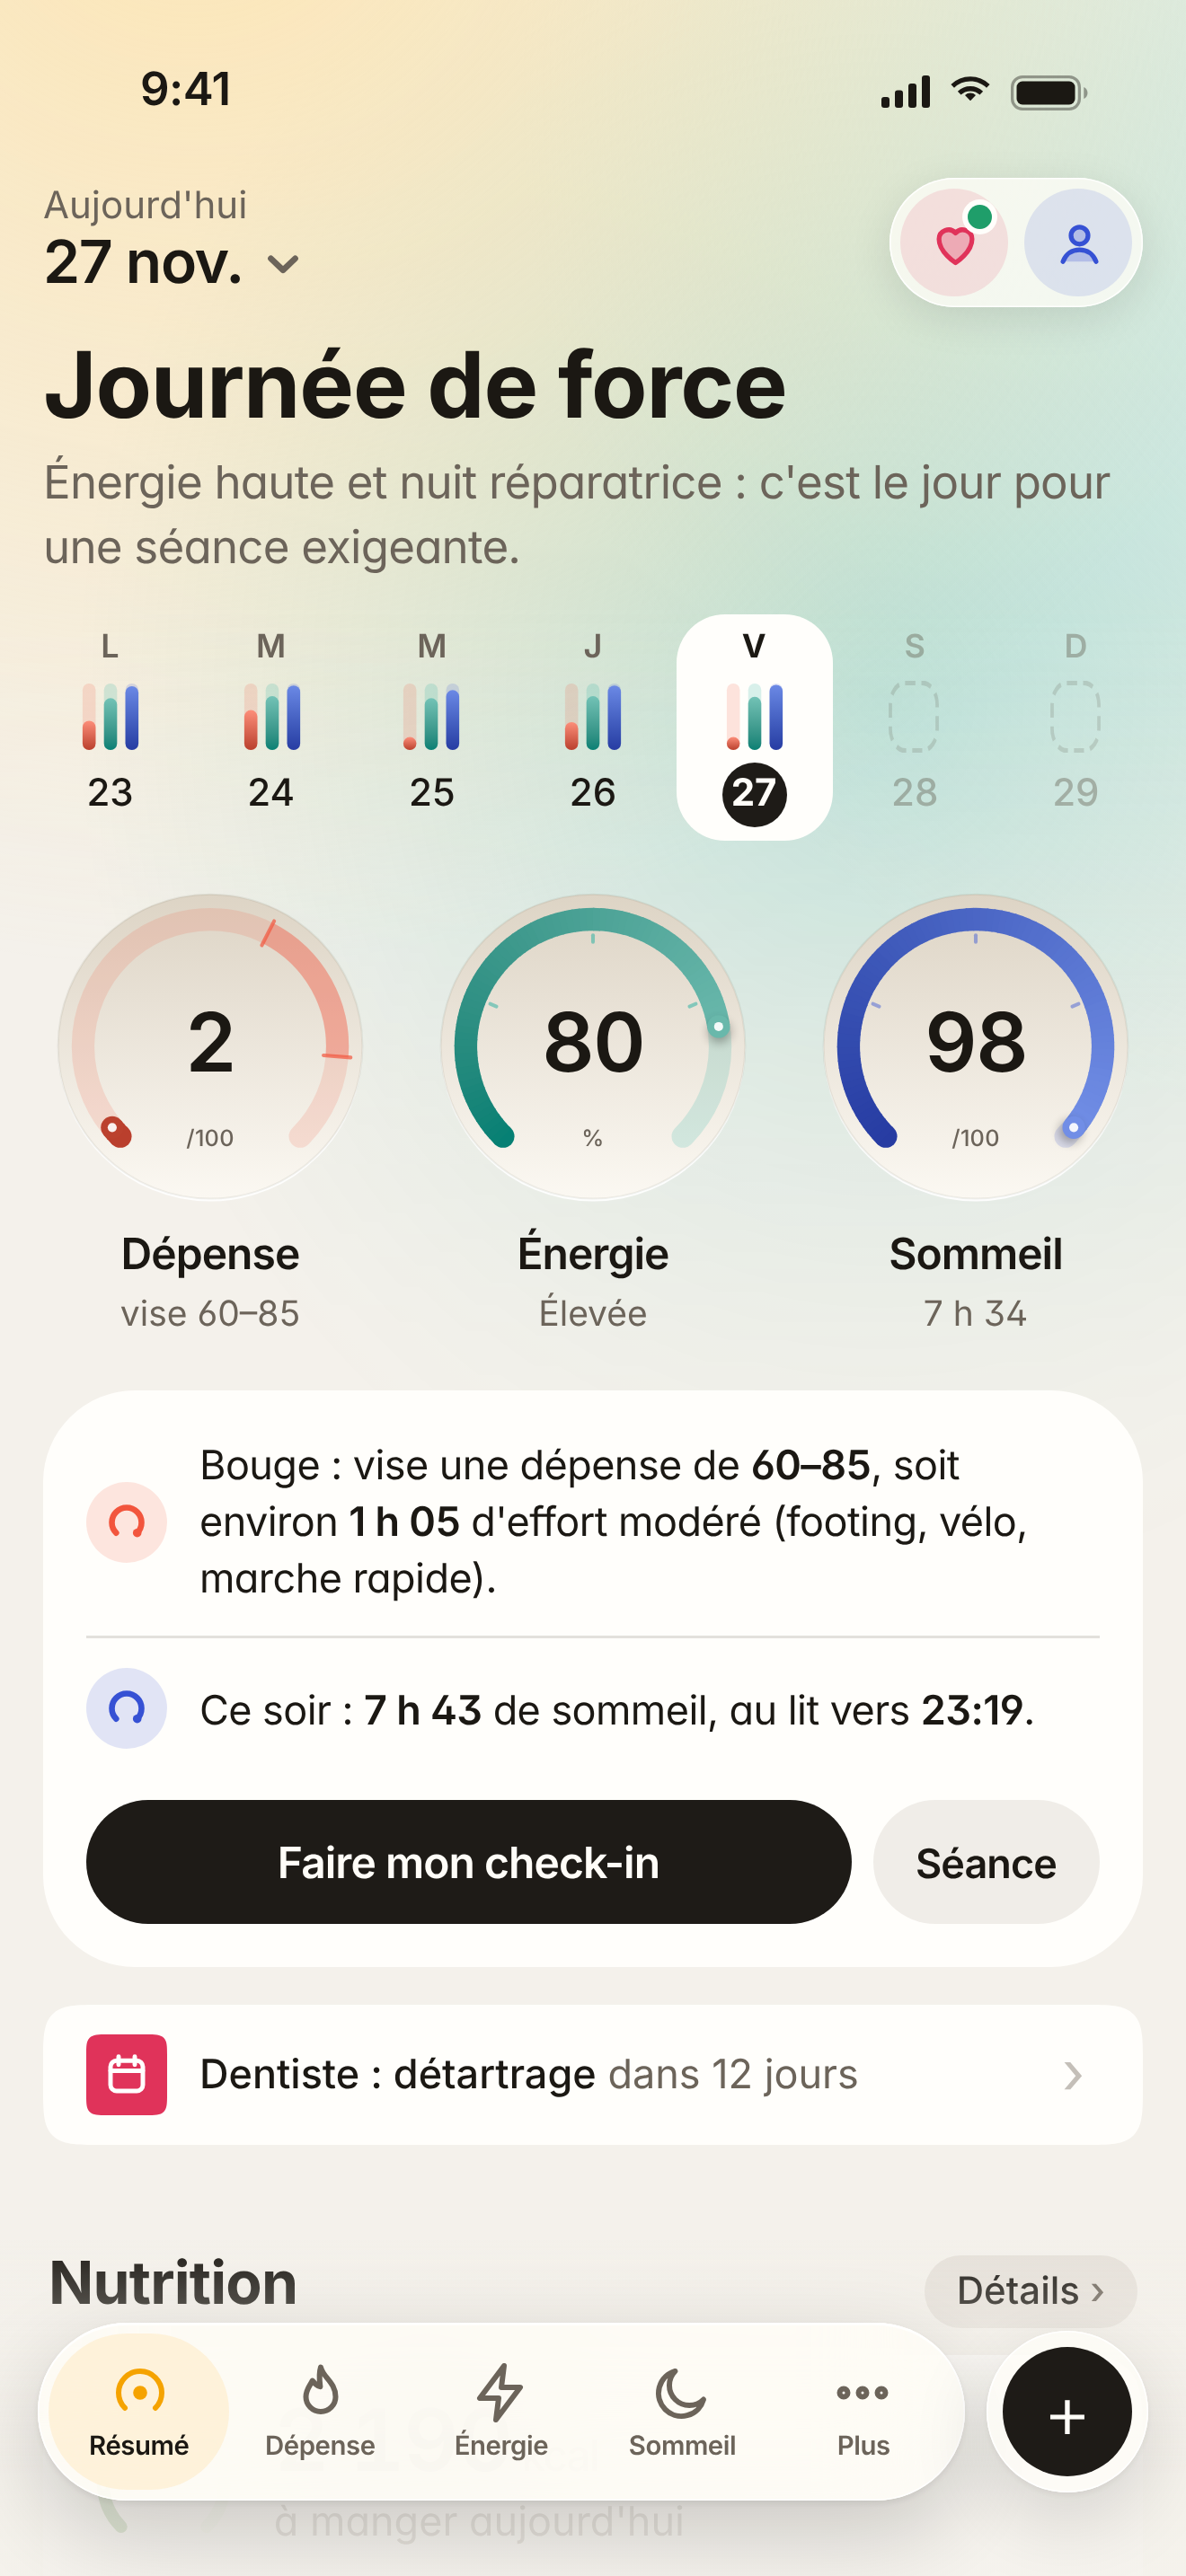 9:41
Aujourd'hui
27 nov.
Journée de force
Énergie haute et nuit réparatrice : c'est le jour pour
une séance exigeante.
L M M J V S D
23 24 25 26 27 28 29
2 80 98
/100 % /100
Dépense Énergie Sommeil
vise 60–85 Élevée 7 h 34
Bouge : vise une dépense de 60–85, soit
environ 1 h 05 d'effort modéré (footing, vélo,
marche rapide).
Ce soir : 7 h 43 de sommeil, au lit vers 23:19.
Faire mon check-in Séance
Dentiste : détartrage dans 12 jours
Nutrition Détails ›
Résumé Dépense Énergie Sommeil Plus
à manger aujourd'hui